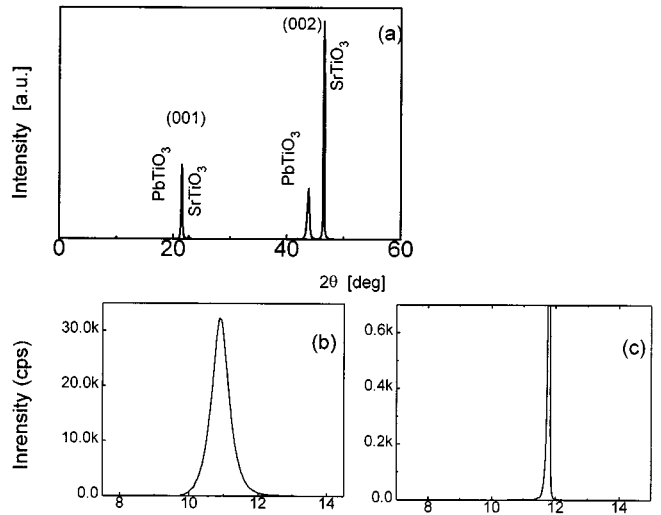 (a)
(002)
SrTiO3
(001)
PbTiO3
SrTiO3
PbTiO3
Intensity [a.u.]
0 20 40 60
2θ [deg]
(b)
30.0k
20.0k
10.0k
0.0
8 10 12 14
Inrensity (cps)
(c)
0.6k
0.4k
0.2k
0.0
8 10 12 14